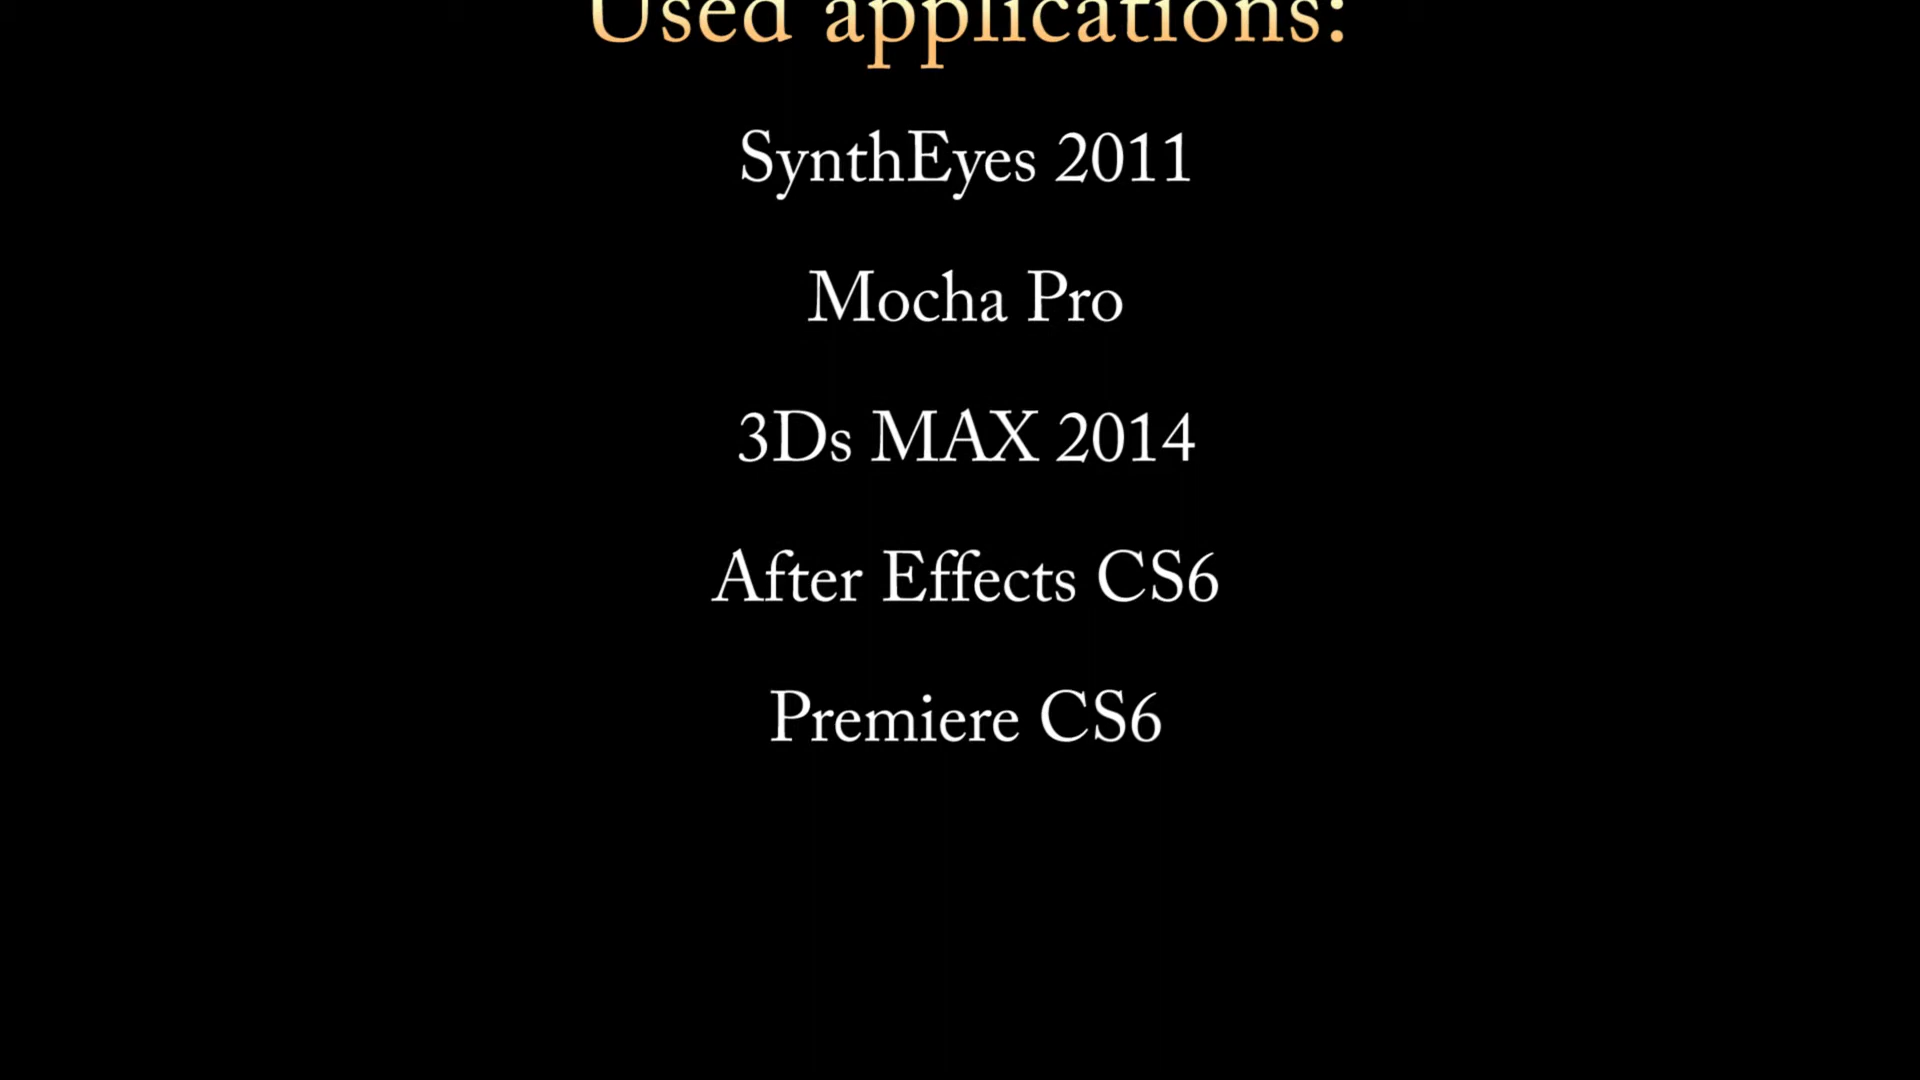 Used applications:
SynthEyes 2011
Mocha Pro
3Ds MAX 2014
After Effects CS6
Premiere CS6